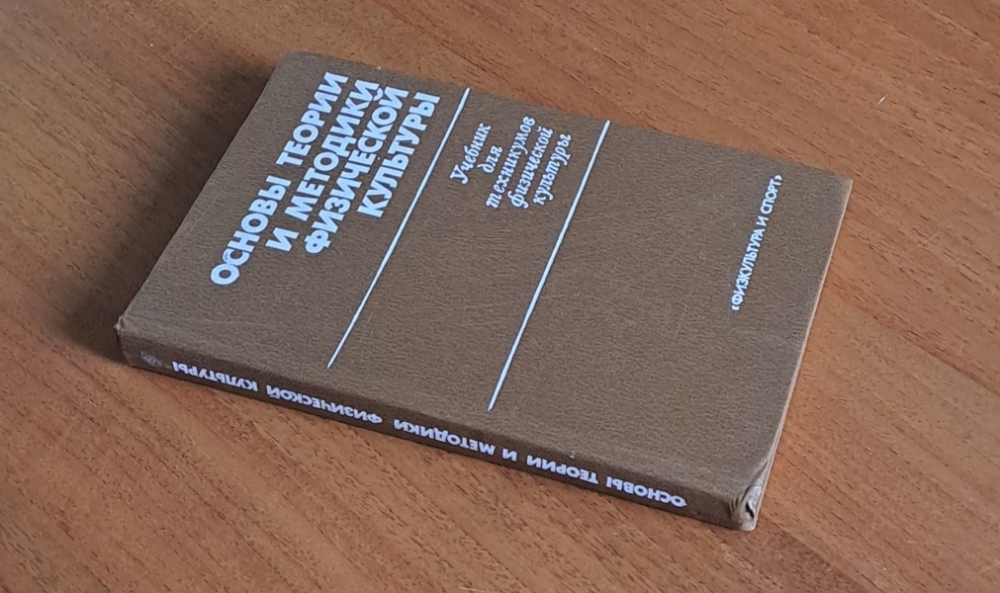 ОСНОВЫ ТЕОРИИ
И МЕТОДИКИ
ФИЗИЧЕСКОЙ
КУЛЬТУРЫ
Учебник
для
техникумов
физической
культуры
«ФИЗКУЛЬТУРА И СПОРТ»
ОСНОВЫ ТЕОРИИ И МЕТОДИКИ ФИЗИЧЕСКОЙ КУЛЬТУРЫ